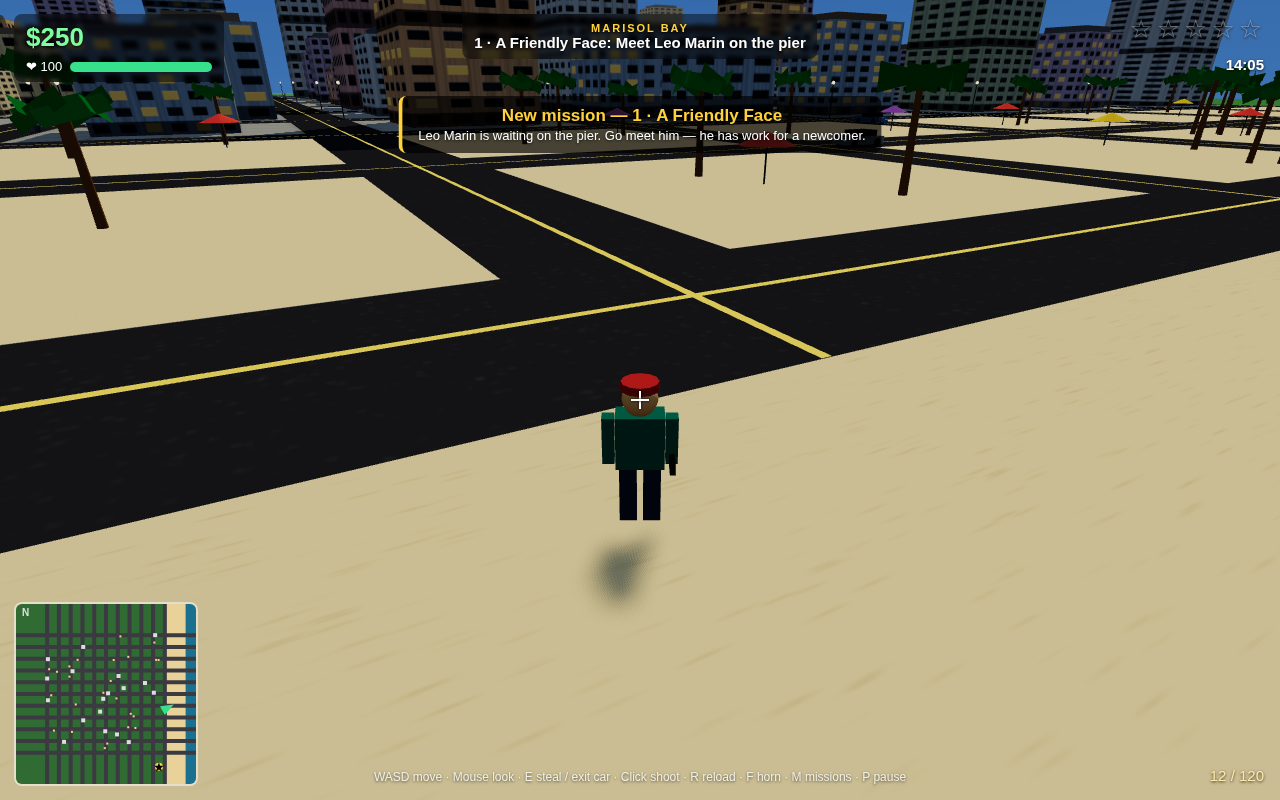 $250
❤ 100
MARISOL BAY
1 · A Friendly Face: Meet Leo Marin on the pier
☆ ☆ ☆ ☆ ☆
14:05
New mission — 1 · A Friendly Face
Leo Marin is waiting on the pier. Go meet him — he has work for a newcomer.
N
WASD move · Mouse look · E steal / exit car · Click shoot · R reload · F horn · M missions · P pause
12 / 120